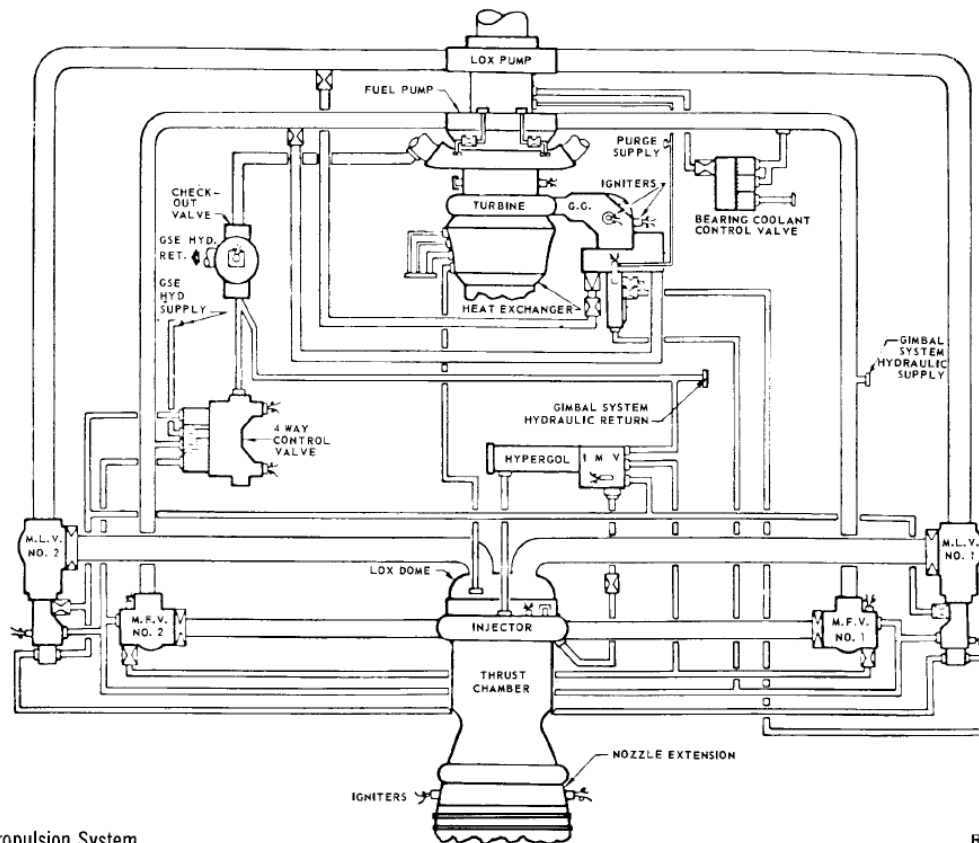 LOX PUMP
FUEL PUMP
PURGE
SUPPLY
IGNITERS
CHECK-
OUT
VALVE
TURBINE
G.G.
BEARING COOLANT
CONTROL VALVE
GSE HYD.
RET.
GSE
HYD
SUPPLY
HEAT EXCHANGER
GIMBAL
SYSTEM
HYDRAULIC
SUPPLY
GIMBAL SYSTEM
HYDRAULIC RETURN
4 WAY
CONTROL
VALVE
HYPERGOL
I M V
M.L.V.
NO. 2
M.L.V.
NO. 1
LOX DOME
M.F.V.
NO. 2
INJECTOR
M.F.V.
NO. 1
THRUST
CHAMBER
NOZZLE EXTENSION
IGNITERS
ropulsion System